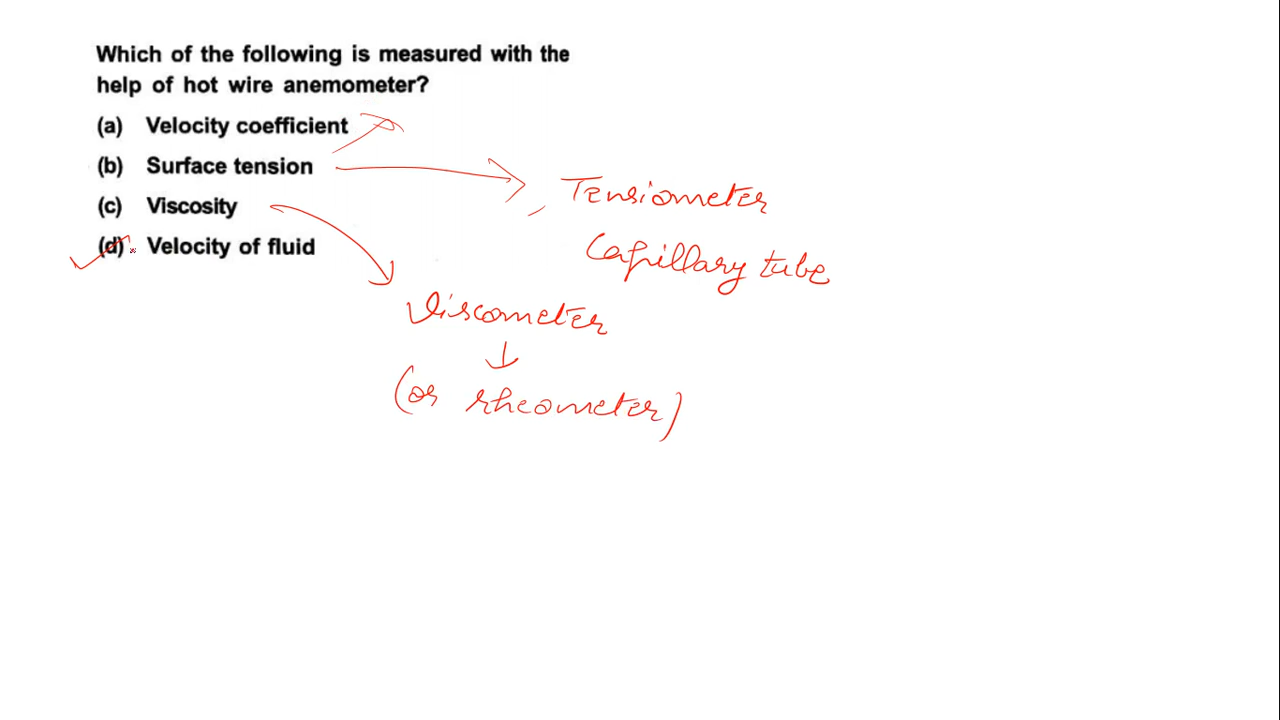 Which of the following is measured with the
help of hot wire anemometer?
(a) Velocity coefficient
(b) Surface tension
(c) Viscosity
(d) Velocity of fluid
Tensiometer
Capillary tube
Viscometer
(or rheometer)